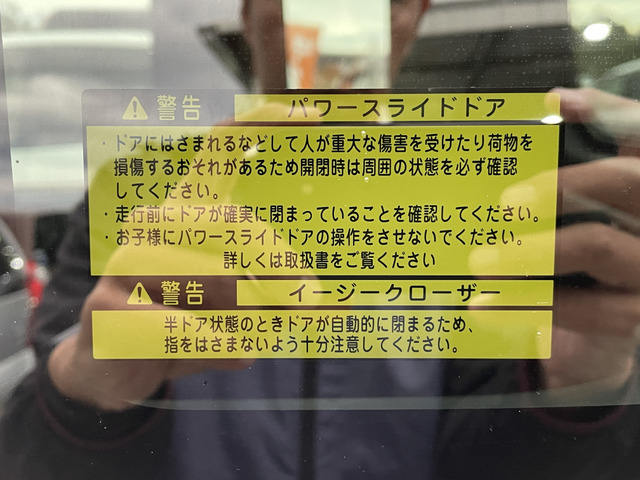 警告 パワースライドドア
・ドアにはさまれるなどして人が重大な傷害を受けたり荷物を
損傷するおそれがあるため開閉時は周囲の状態を必ず確認
してください。
・走行前にドアが確実に閉まっていることを確認してください。
・お子様にパワースライドドアの操作をさせないでください。
詳しくは取扱書をご覧ください
警告 イージークローザー
半ドア状態のときドアが自動的に閉まるため、
指をはさまないよう十分注意してください。